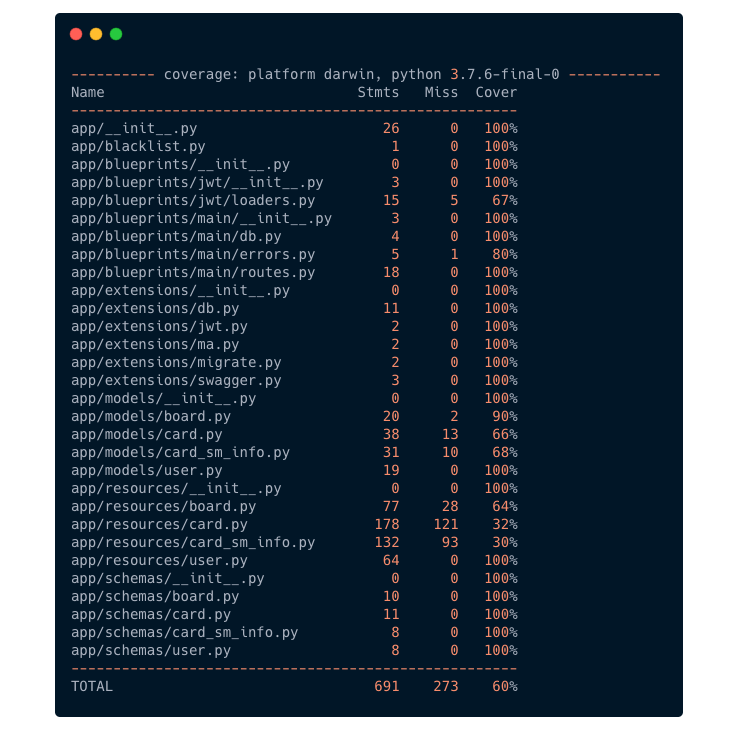 ---------- coverage: platform darwin, python 3.7.6-final-0 -----------
Name                              Stmts   Miss  Cover
-----------------------------------------------------
app/__init__.py                      26      0   100%
app/blacklist.py                      1      0   100%
app/blueprints/__init__.py            0      0   100%
app/blueprints/jwt/__init__.py        3      0   100%
app/blueprints/jwt/loaders.py        15      5    67%
app/blueprints/main/__init__.py       3      0   100%
app/blueprints/main/db.py             4      0   100%
app/blueprints/main/errors.py         5      1    80%
app/blueprints/main/routes.py        18      0   100%
app/extensions/__init__.py            0      0   100%
app/extensions/db.py                 11      0   100%
app/extensions/jwt.py                 2      0   100%
app/extensions/ma.py                  2      0   100%
app/extensions/migrate.py             2      0   100%
app/extensions/swagger.py             3      0   100%
app/models/__init__.py                0      0   100%
app/models/board.py                  20      2    90%
app/models/card.py                   38     13    66%
app/models/card_sm_info.py           31     10    68%
app/models/user.py                   19      0   100%
app/resources/__init__.py             0      0   100%
app/resources/board.py               77     28    64%
app/resources/card.py               178    121    32%
app/resources/card_sm_info.py       132     93    30%
app/resources/user.py                64      0   100%
app/schemas/__init__.py               0      0   100%
app/schemas/board.py                 10      0   100%
app/schemas/card.py                  11      0   100%
app/schemas/card_sm_info.py           8      0   100%
app/schemas/user.py                   8      0   100%
-----------------------------------------------------
TOTAL                               691    273    60%